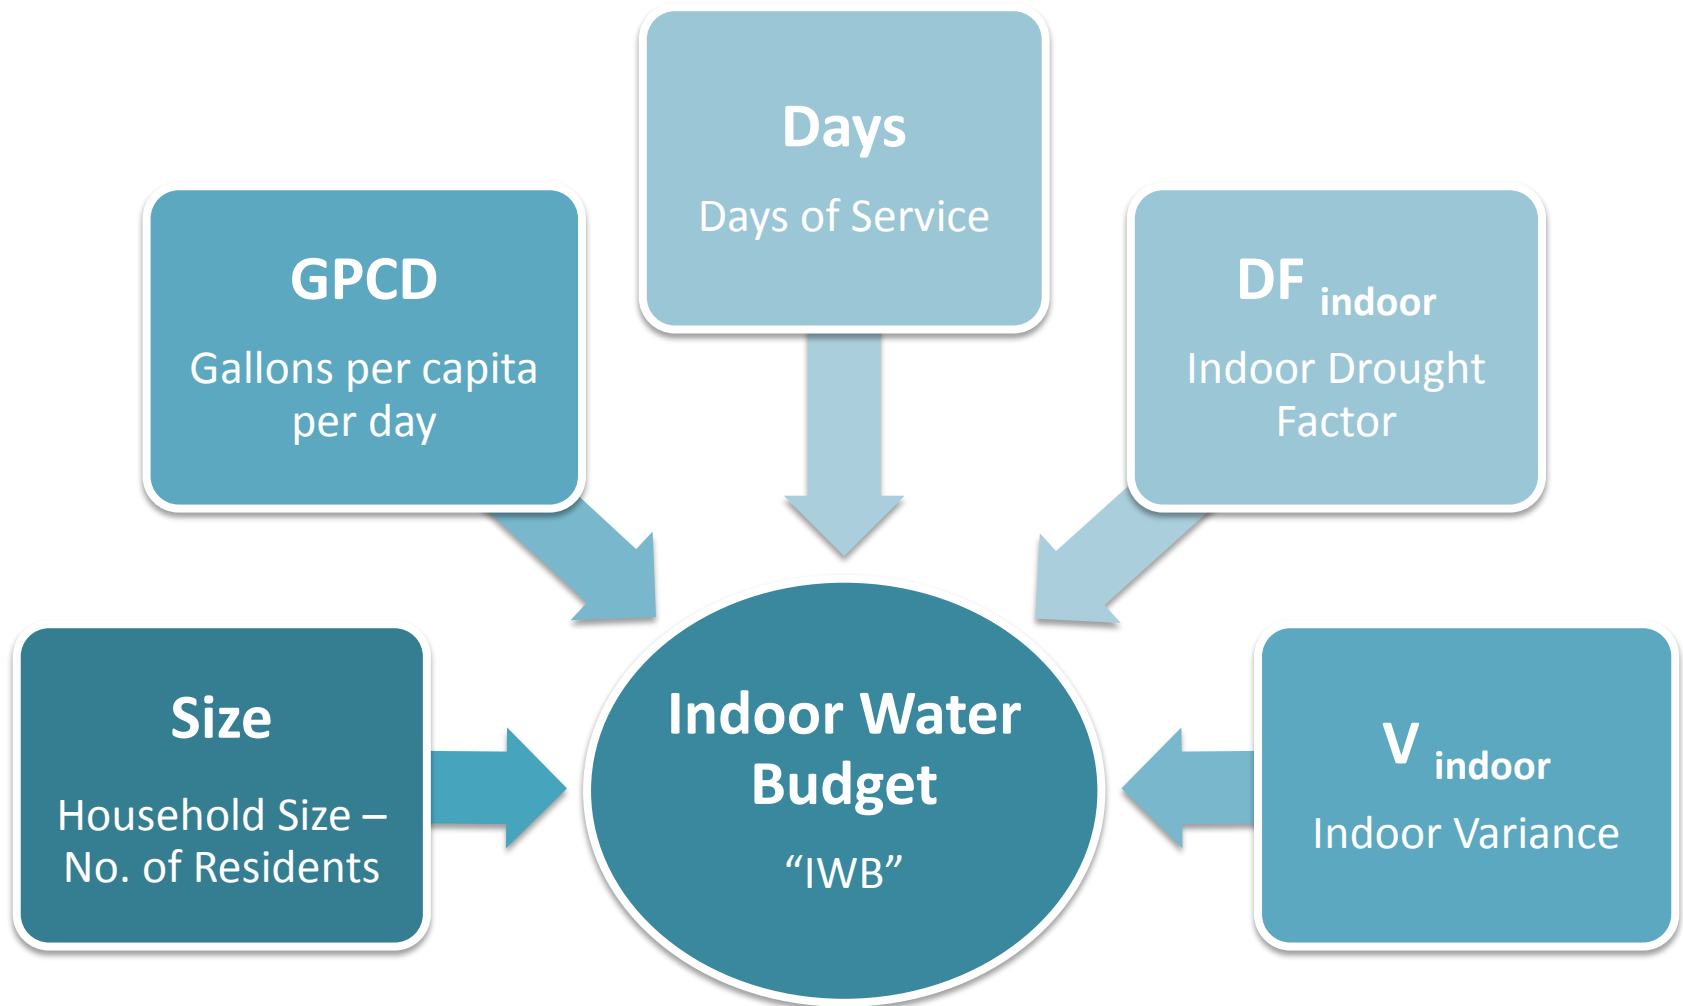 Days
Days of Service
GPCD
Gallons per capita
per day
DF indoor
Indoor Drought
Factor
Size
Household Size –
No. of Residents
Indoor Water
Budget
“IWB”
V indoor
Indoor Variance